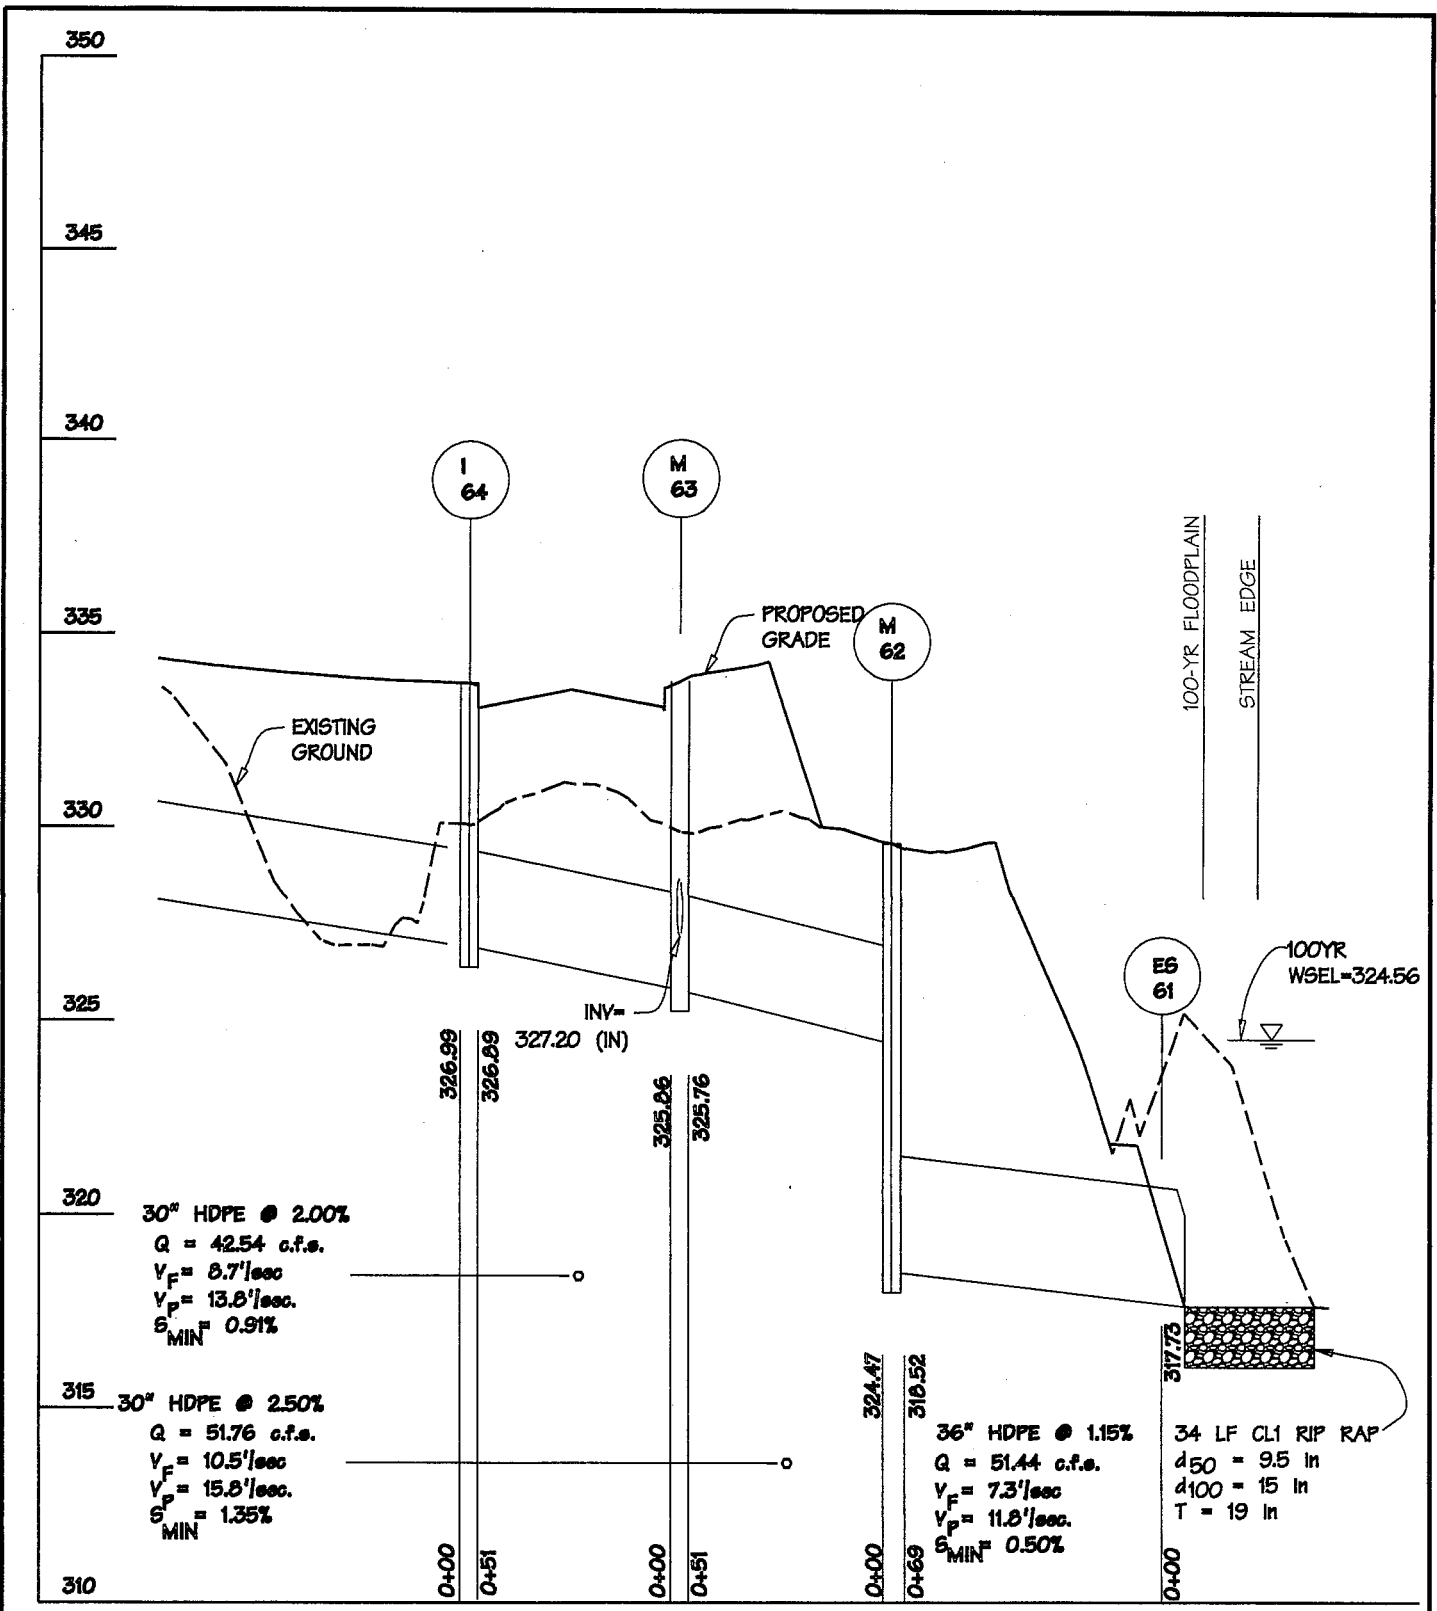 350
345
340
335
330
325
320
315
310
I
64
M
63
M
62
ES
61
PROPOSED
GRADE
EXISTING
GROUND
100-YR FLOODPLAIN
STREAM EDGE
100YR
WSEL=324.56
INV=
327.20 (IN)
326.99
326.89
325.86
325.76
324.47
318.52
317.73
30" HDPE @ 2.00%
Q = 42.54 c.f.s.
VF= 8.7'/sec
VP= 13.8'/sec.
SMIN= 0.91%
30" HDPE @ 2.50%
Q = 51.76 c.f.s.
VF= 10.5'/sec
VP= 15.8'/sec.
SMIN = 1.35%
36" HDPE @ 1.15%
Q = 51.44 c.f.s.
VF= 7.3'/sec
VP= 11.8'/sec.
SMIN= 0.50%
34 LF CL1 RIP RAP
d50 = 9.5 in
d100 = 15 in
T = 19 in
0+00
0+51
0+00
0+51
0+00
0+69
0+00